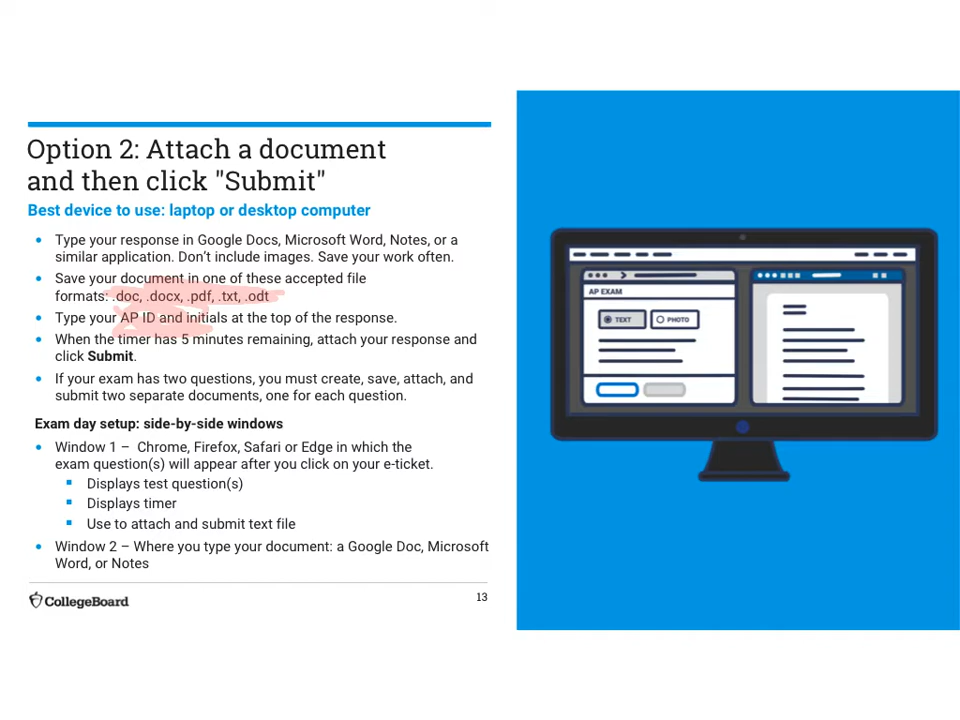 Option 2: Attach a document
and then click "Submit"
Best device to use: laptop or desktop computer
• Type your response in Google Docs, Microsoft Word, Notes, or a
similar application. Don't include images. Save your work often.
• Save your document in one of these accepted file
formats: .doc, .docx, .pdf, .txt, .odt
• Type your AP ID and initials at the top of the response.
• When the timer has 5 minutes remaining, attach your response and
click Submit.
• If your exam has two questions, you must create, save, attach, and
submit two separate documents, one for each question.
Exam day setup: side-by-side windows
• Window 1 – Chrome, Firefox, Safari or Edge in which the
exam question(s) will appear after you click on your e-ticket.
▪ Displays test question(s)
▪ Displays timer
▪ Use to attach and submit text file
• Window 2 – Where you type your document: a Google Doc, Microsoft
Word, or Notes
CollegeBoard
13
AP EXAM
TEXT PHOTO